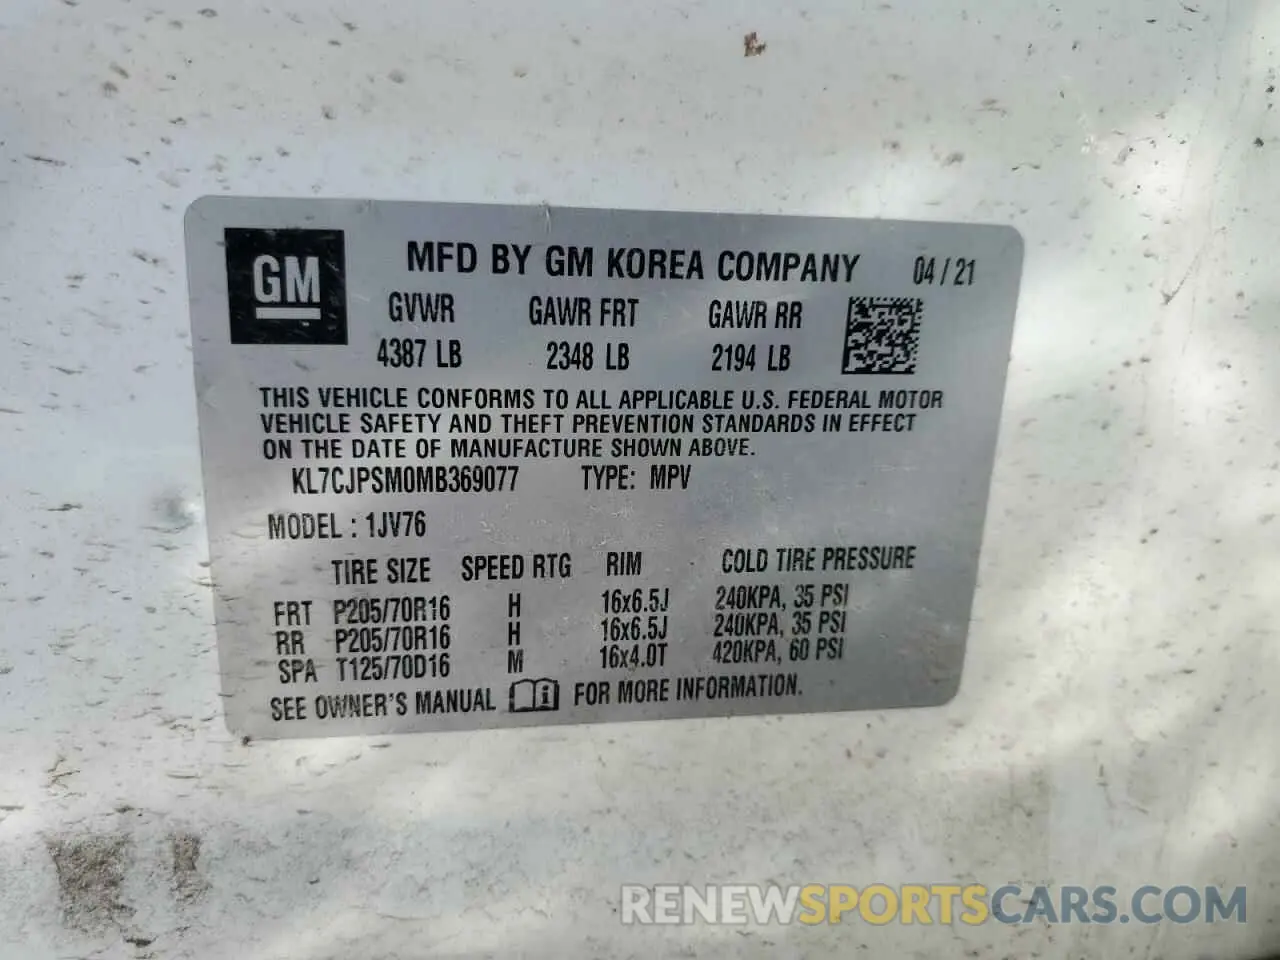 GM
MFD BY GM KOREA COMPANY 04/21
GVWR GAWR FRT GAWR RR
4387 LB 2348 LB 2194 LB
THIS VEHICLE CONFORMS TO ALL APPLICABLE U.S. FEDERAL MOTOR
VEHICLE SAFETY AND THEFT PREVENTION STANDARDS IN EFFECT
ON THE DATE OF MANUFACTURE SHOWN ABOVE.
KL7CJPSM0MB369077 TYPE: MPV
MODEL : 1JV76
TIRE SIZE SPEED RTG RIM COLD TIRE PRESSURE
FRT P205/70R16 H 16x6.5J 240KPA, 35 PSI
RR P205/70R16 H 16x6.5J 240KPA, 35 PSI
SPA T125/70D16 M 16x4.0T 420KPA, 60 PSI
SEE OWNER'S MANUAL FOR MORE INFORMATION.
RENEWSPORTSCARS.COM